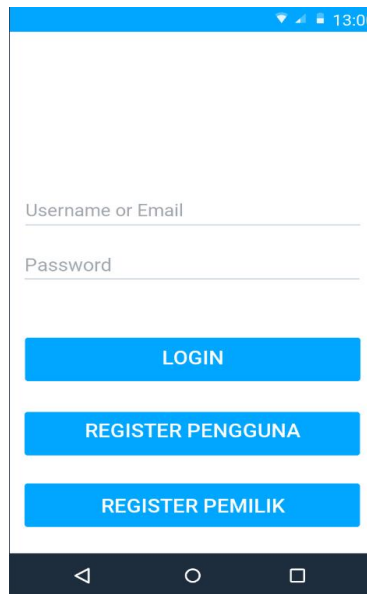 13:00
Username or Email
Password
LOGIN
REGISTER PENGGUNA
REGISTER PEMILIK